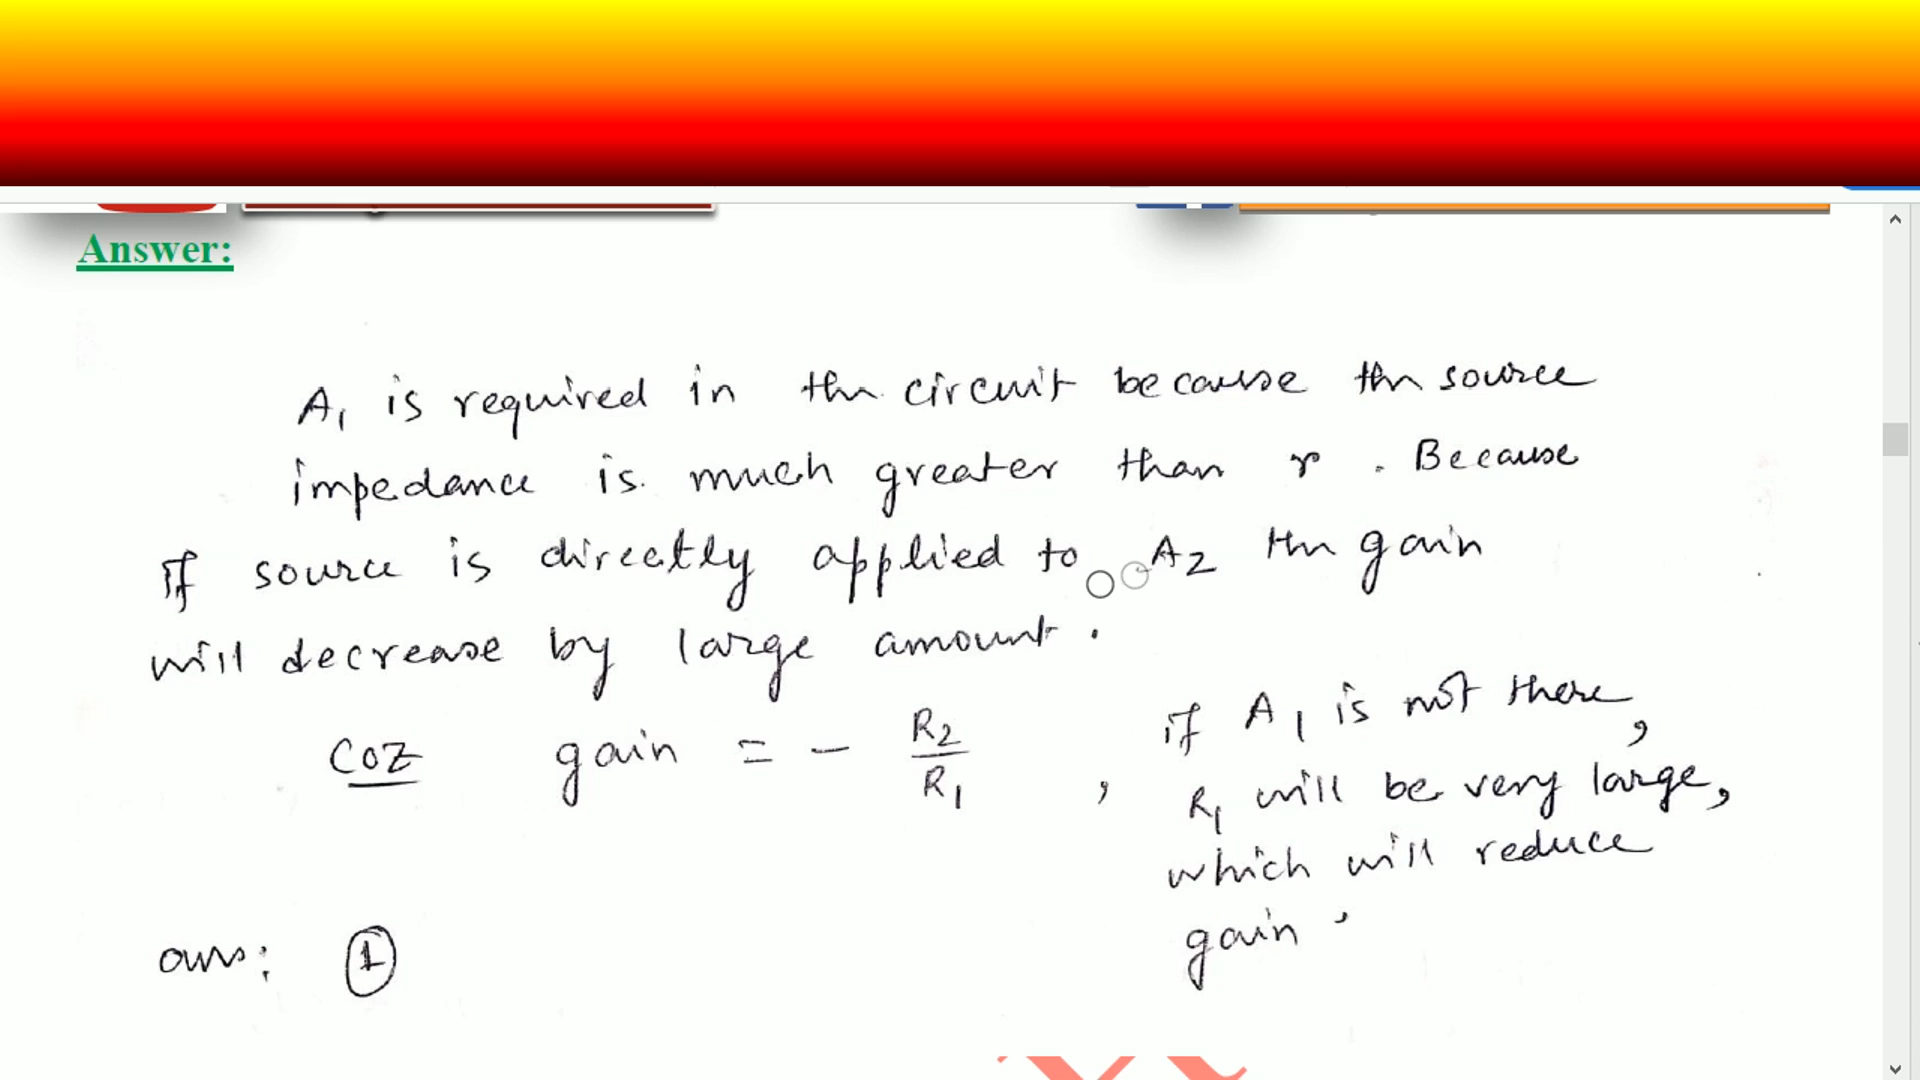 Answer:
A1 is required in the circuit because the source
impedance is much greater than r. Because
if source is directly applied to A2 the gain
will decrease by large amount.
Coz gain = - R2/R1 , if A1 is not there,
R1 will be very large,
which will reduce
gain.
ans: 1